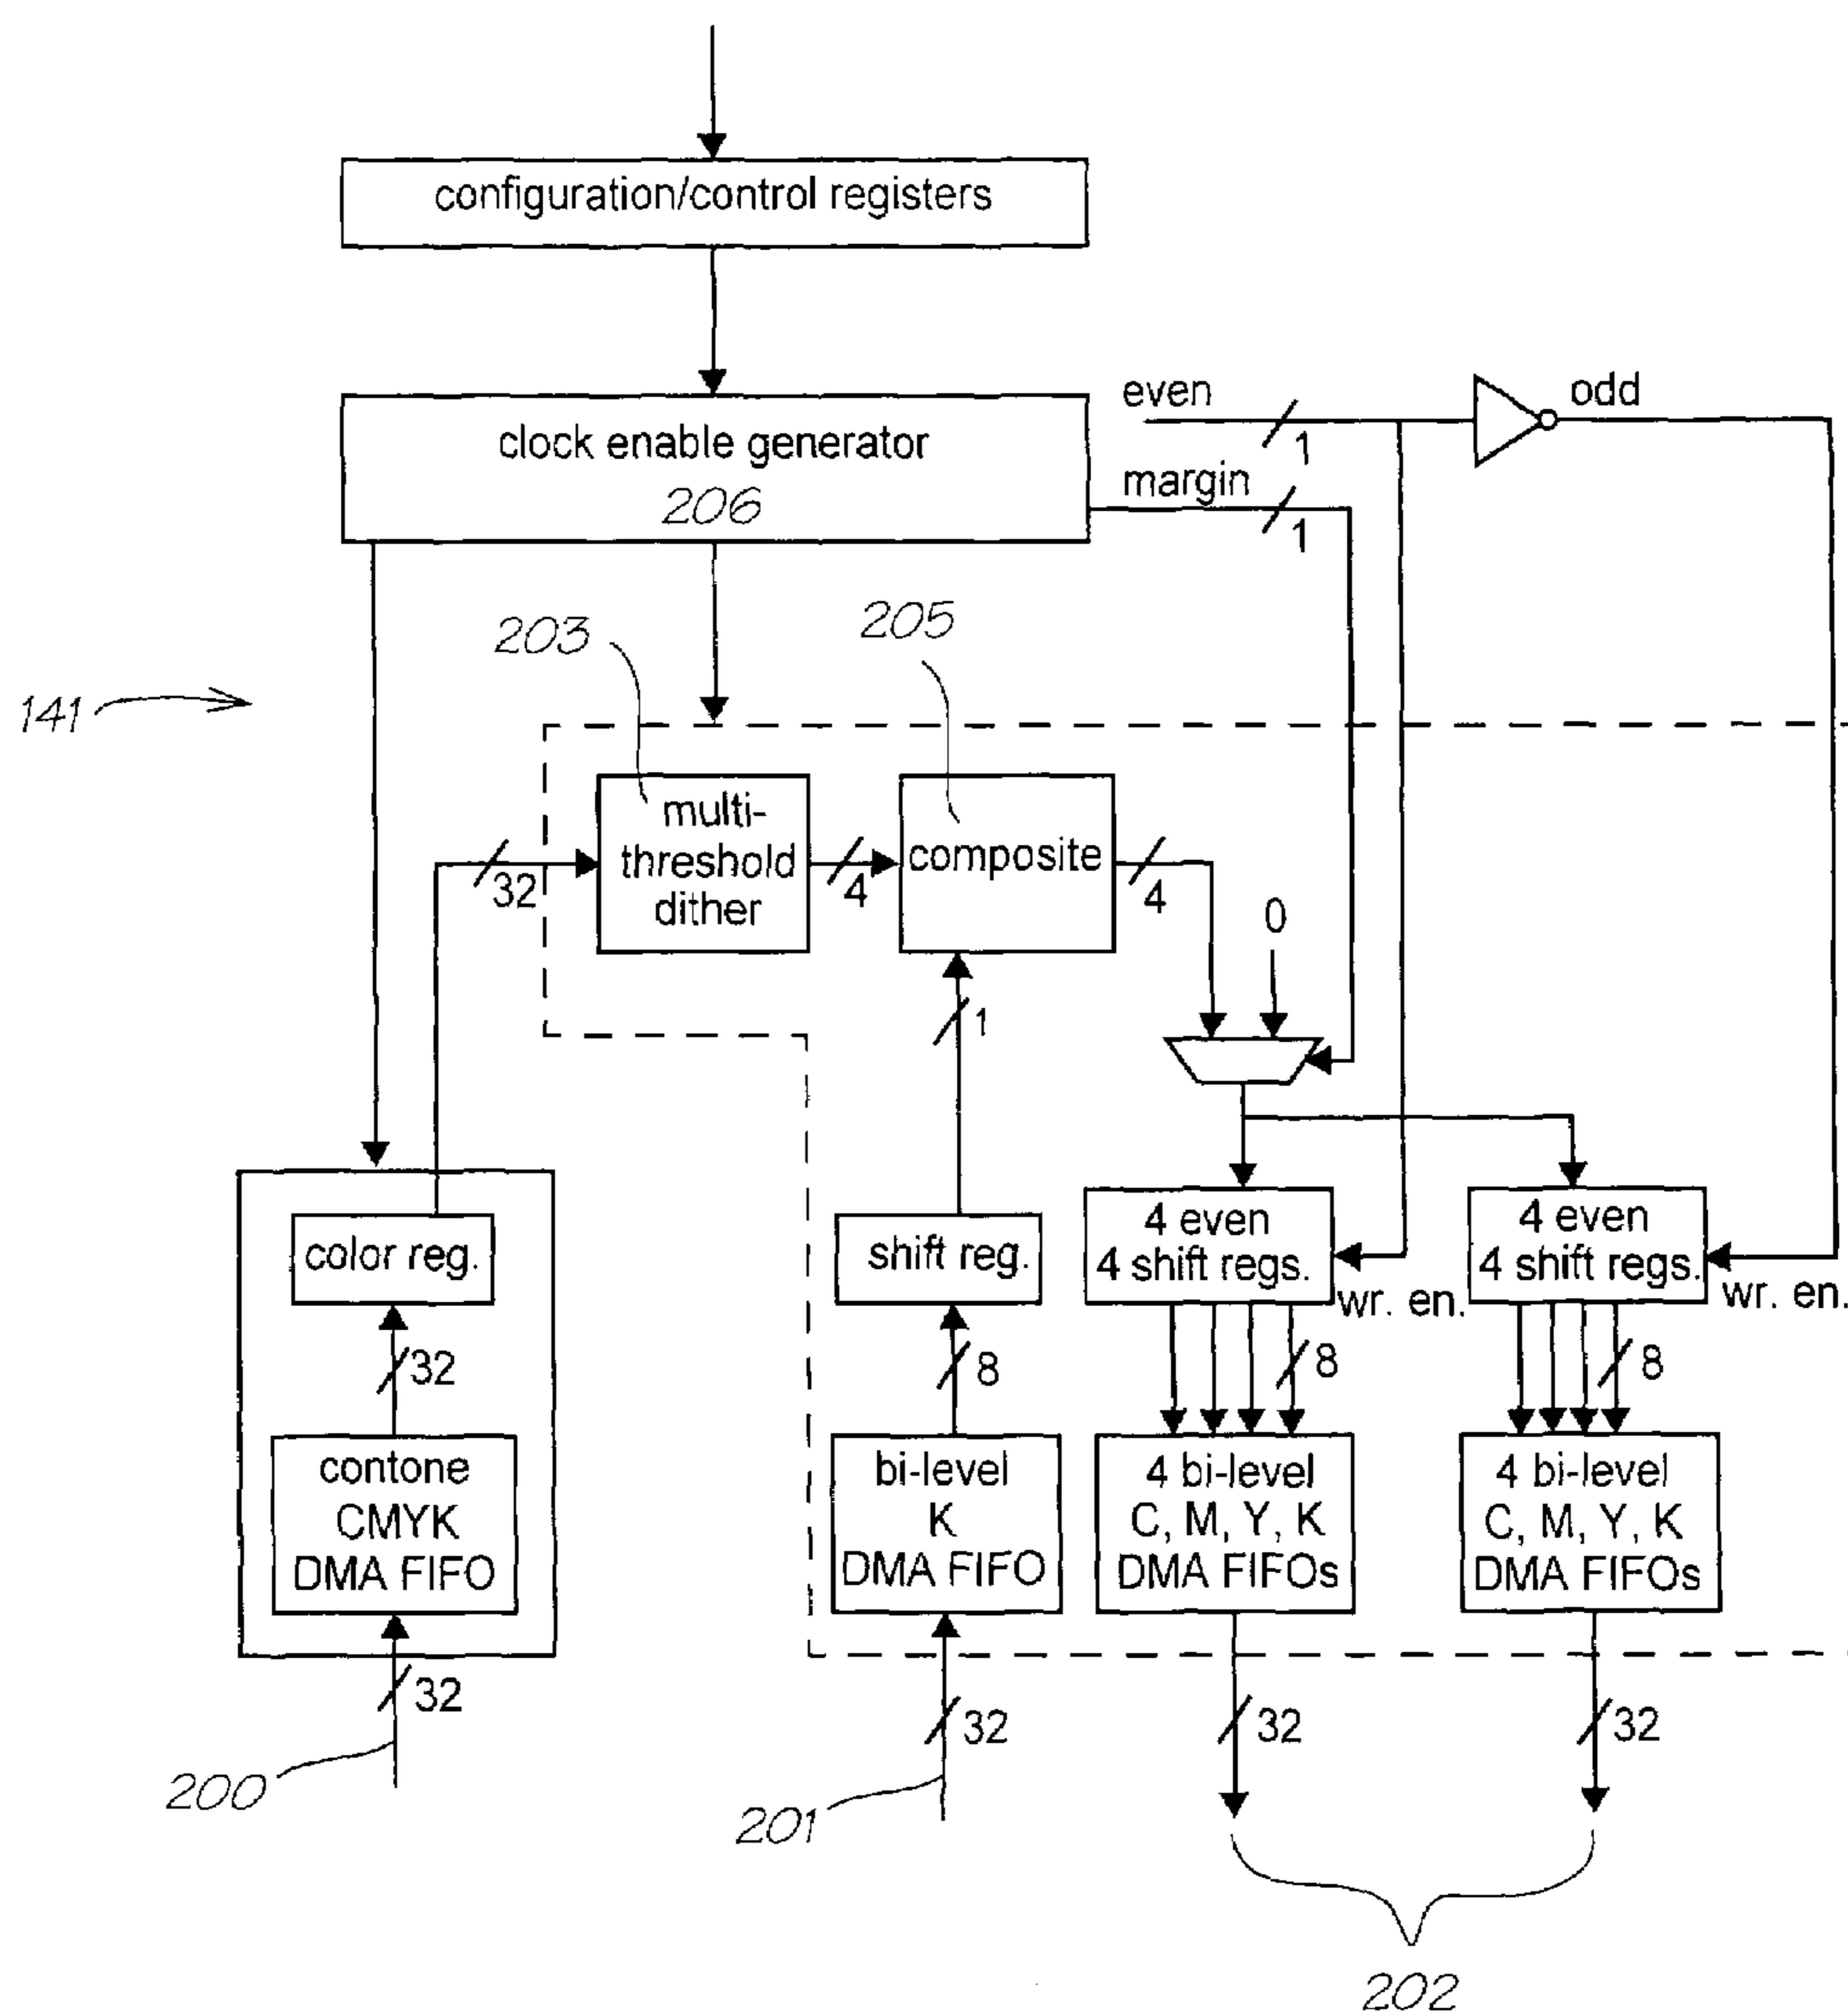 configuration/control registers
clock enable generator
206
even
1
odd
margin
1
203
205
141
multi-
threshold
dither
composite
32
4
4
0
1
color reg.
shift reg.
4 even
4 shift regs.
wr. en.
4 even
4 shift regs.
wr. en.
32
8
8
8
contone
CMYK
DMA FIFO
bi-level
K
DMA FIFO
4 bi-level
C, M, Y, K
DMA FIFOs
4 bi-level
C, M, Y, K
DMA FIFOs
32
32
32
32
200
201
202